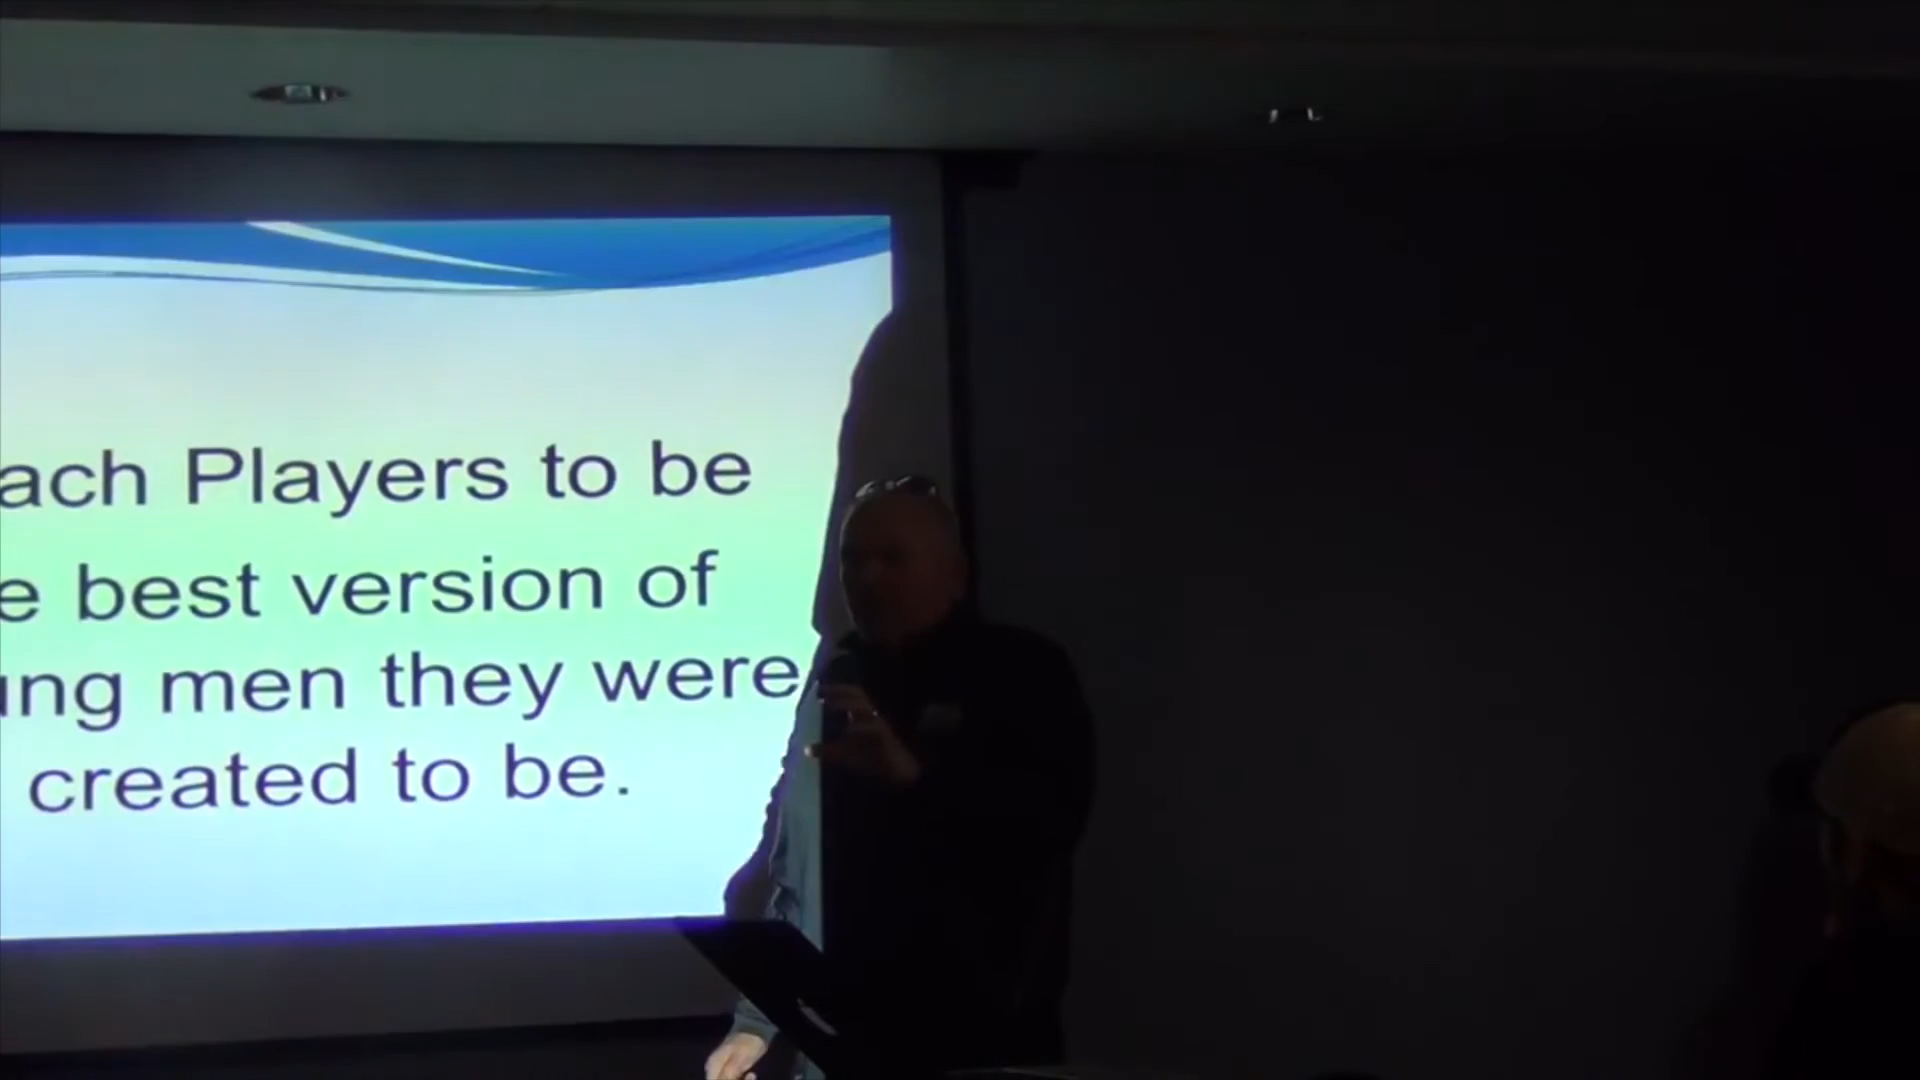 ach Players to be
e best version of
ung men they were
created to be.